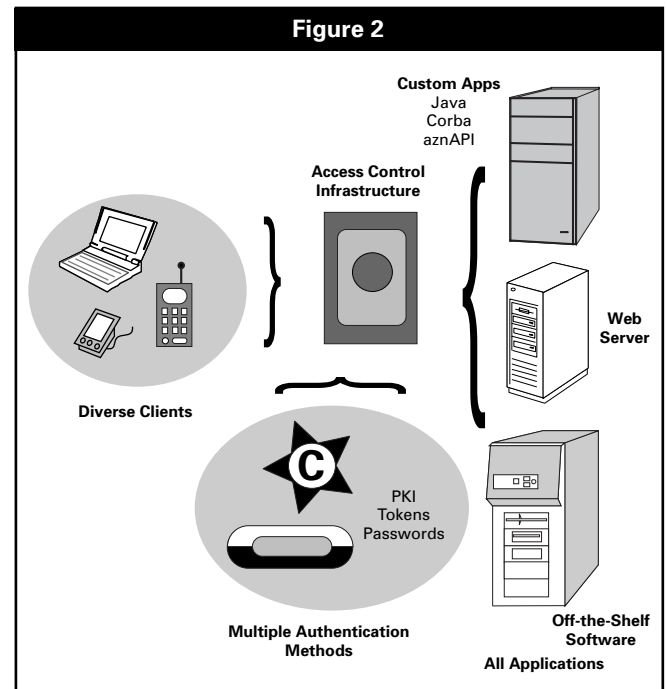 Figure 2
Custom Apps
Java
Corba
aznAPI
Access Control
Infrastructure
Web
Server
Diverse Clients
C
PKI
Tokens
Passwords
Multiple Authentication
Methods
Off-the-Shelf
Software
All Applications